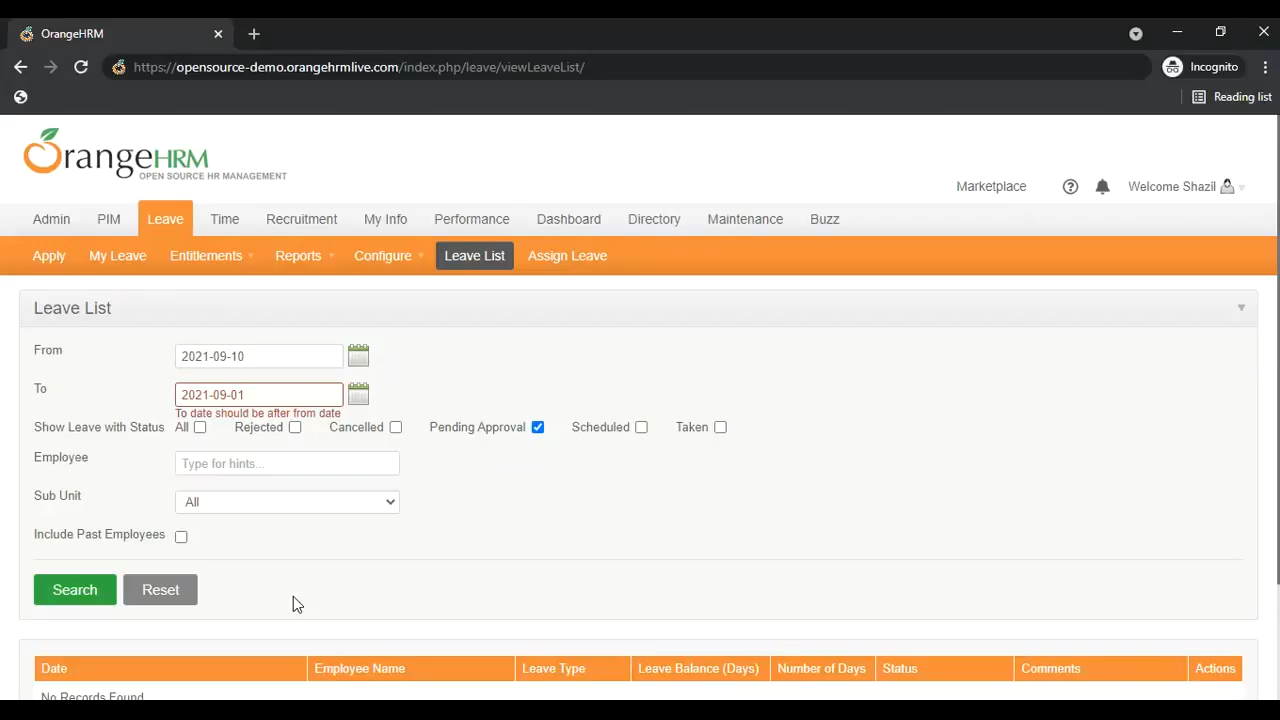 OrangeHRM
https://opensource-demo.orangehrmlive.com/index.php/leave/viewLeaveList/
Incognito
Reading list
OrangeHRM
OPEN SOURCE HR MANAGEMENT
Marketplace
Welcome Shazil
Admin PIM Leave Time Recruitment My Info Performance Dashboard Directory Maintenance Buzz
Apply My Leave Entitlements Reports Configure Leave List Assign Leave
Leave List
From 2021-09-10
To 2021-09-01
To date should be after from date
Show Leave with Status All Rejected Cancelled Pending Approval Scheduled Taken
Employee Type for hints...
Sub Unit All
Include Past Employees
Search Reset
Date Employee Name Leave Type Leave Balance (Days) Number of Days Status Comments Actions
No Records Found